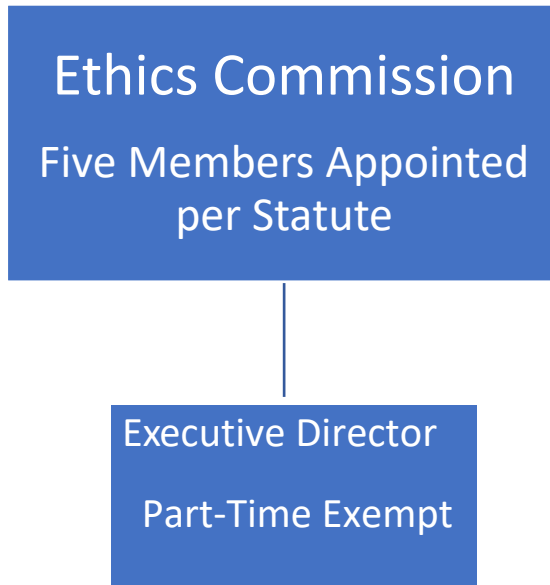 Ethics Commission
Five Members Appointed
per Statute
Executive Director
Part-Time Exempt